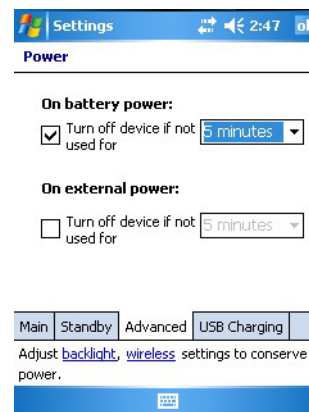 Settings 2:47 ok
Power
On battery power:
Turn off device if not
used for
5 minutes
On external power:
Turn off device if not
used for
5 minutes
Main Standby Advanced USB Charging
Adjust backlight, wireless settings to conserve
power.